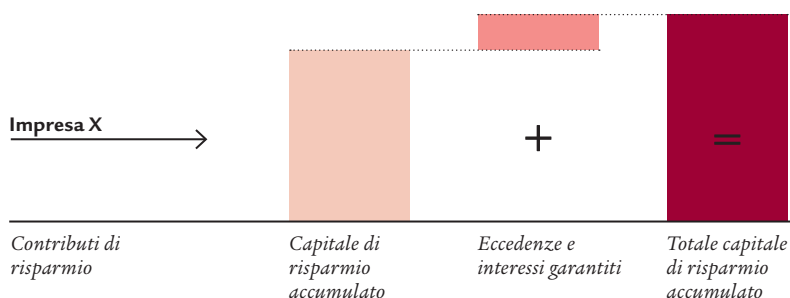 Impresa X
+
=
Contributi di
risparmio
Capitale di
risparmio
accumulato
Eccedenze e
interessi garantiti
Totale capitale
di risparmio
accumulato